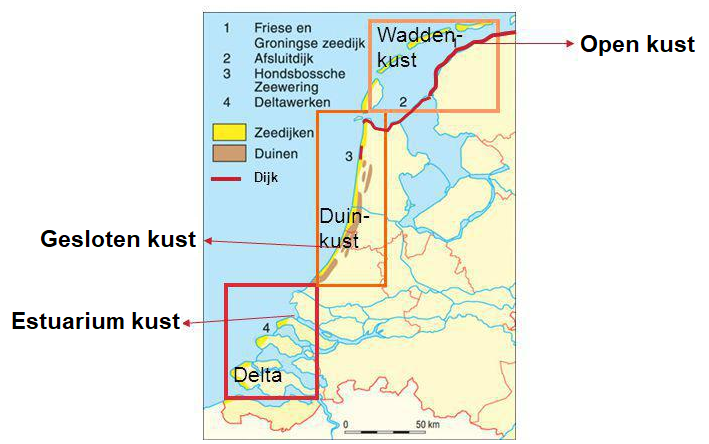 1 Friese en
Groningse zeedijk
2 Afsluitdijk
3 Hondsbossche
Zeewering
4 Deltawerken
Zeedijken
Duinen
Dijk
Wadden-
kust
1
Open kust
2
3
Duin-
kust
Gesloten kust
Estuarium kust
4
Delta
0 50 km